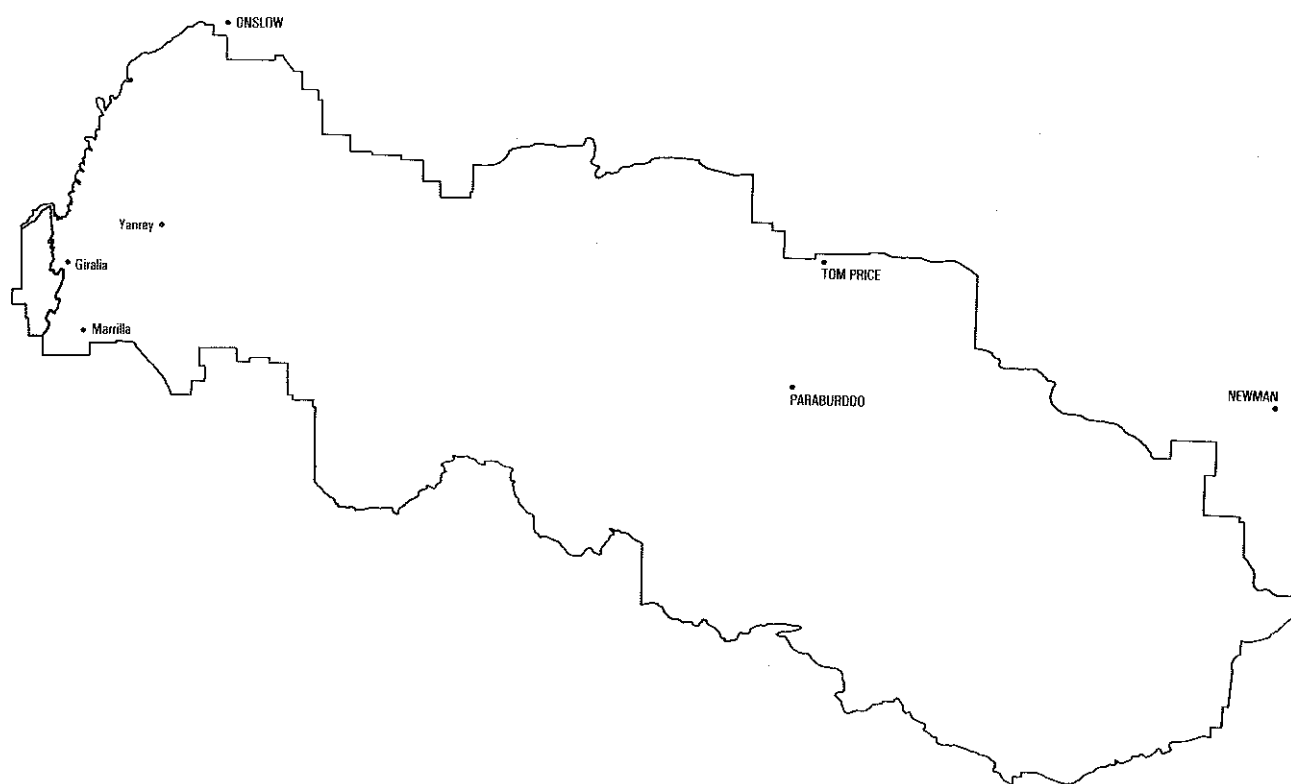 ONSLOW
Yanrey
Giralia
TOM PRICE
Marrilla
PARABURDOO
NEWMAN